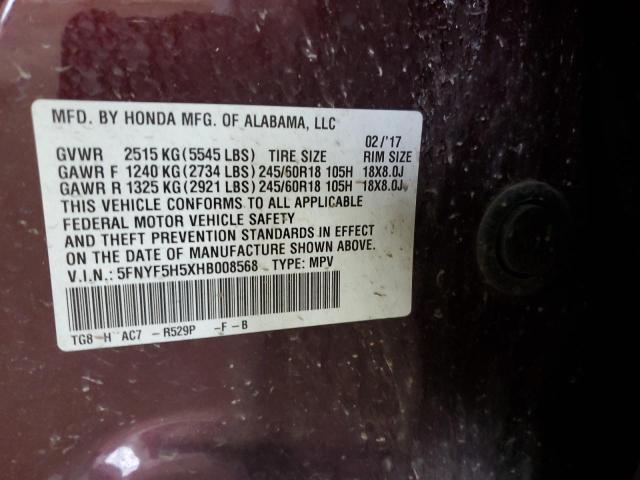 MFD. BY HONDA MFG. OF ALABAMA, LLC
02/'17
GVWR 2515 KG (5545 LBS) TIRE SIZE RIM SIZE
GAWR F 1240 KG (2734 LBS) 245/60R18 105H 18X8.0J
GAWR R 1325 KG (2921 LBS) 245/60R18 105H 18X8.0J
THIS VEHICLE CONFORMS TO ALL APPLICABLE
FEDERAL MOTOR VEHICLE SAFETY
AND THEFT PREVENTION STANDARDS IN EFFECT
ON THE DATE OF MANUFACTURE SHOWN ABOVE.
V.I.N.: 5FNYF5H5XHB008568 TYPE: MPV
TG8-H AC7 -R529P -F-B